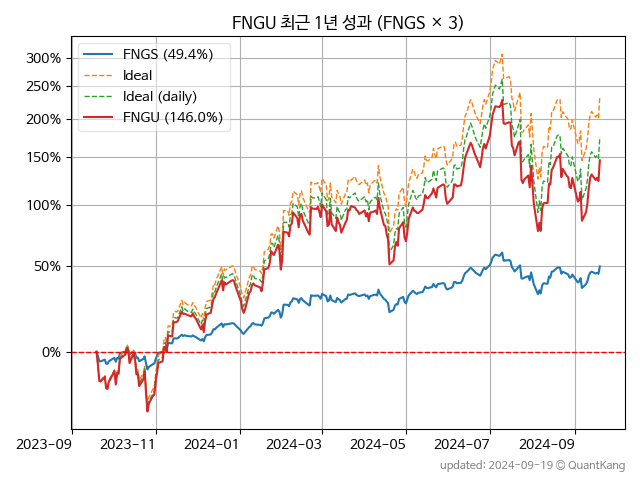 FNGU 최근 1년 성과 (FNGS × 3)
FNGS (49.4%)
Ideal
Ideal (daily)
FNGU (146.0%)
300%
250%
200%
150%
100%
50%
0%
2023-09 2023-11 2024-01 2024-03 2024-05 2024-07 2024-09
updated: 2024-09-19 © QuantKang